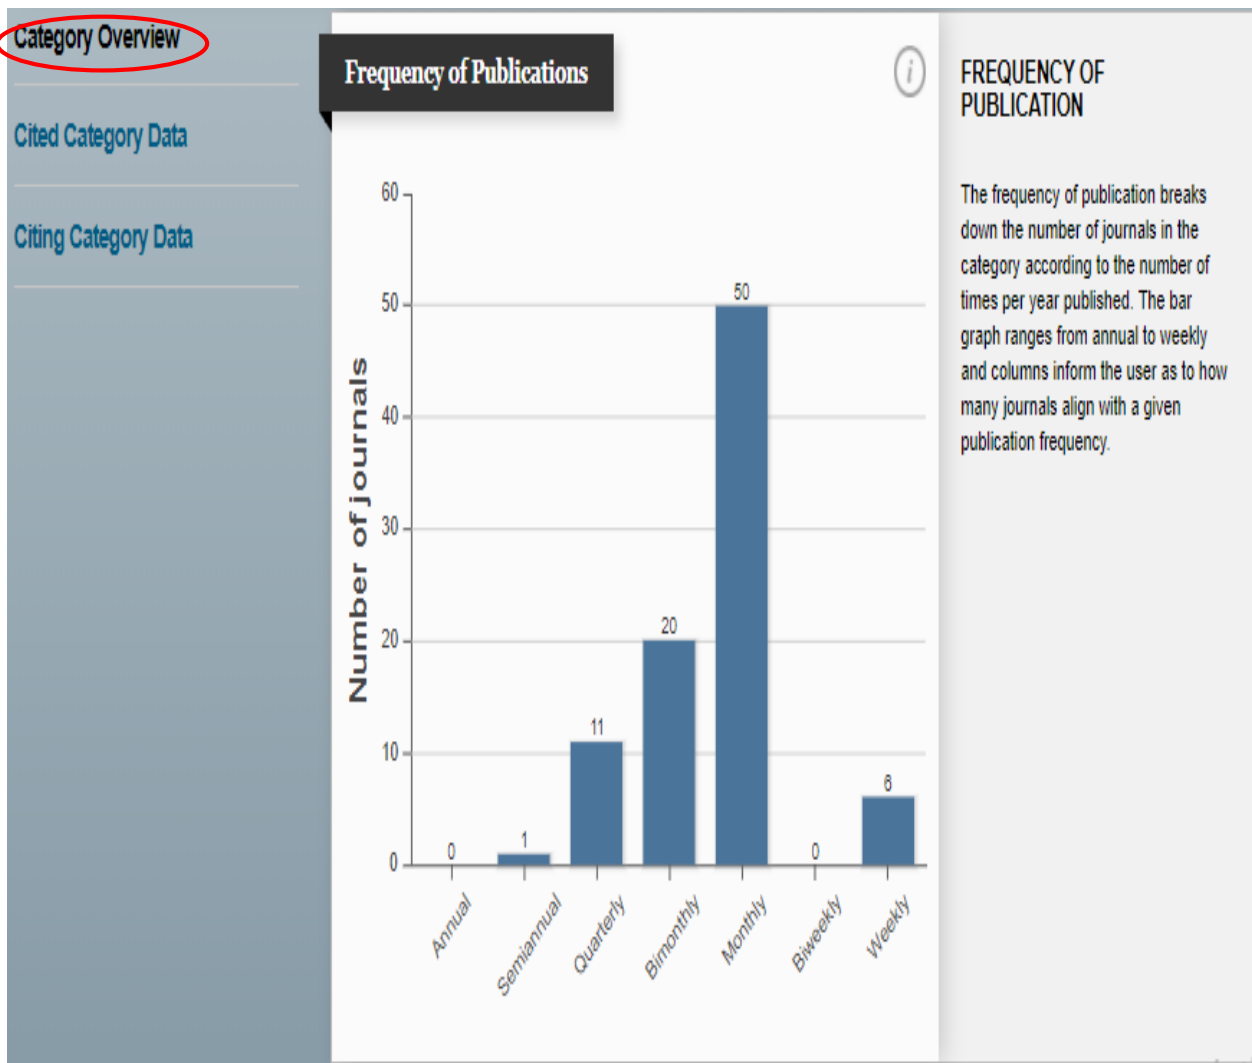 Category Overview
Cited Category Data
Citing Category Data
Frequency of Publications
i
60
50
40
30
20
10
0
Number of journals
0
1
11
20
50
0
6
Annual
Semiannual
Quarterly
Bimonthly
Monthly
Biweekly
Weekly
FREQUENCY OF
PUBLICATION
The frequency of publication breaks
down the number of journals in the
category according to the number of
times per year published. The bar
graph ranges from annual to weekly
and columns inform the user as to how
many journals align with a given
publication frequency.